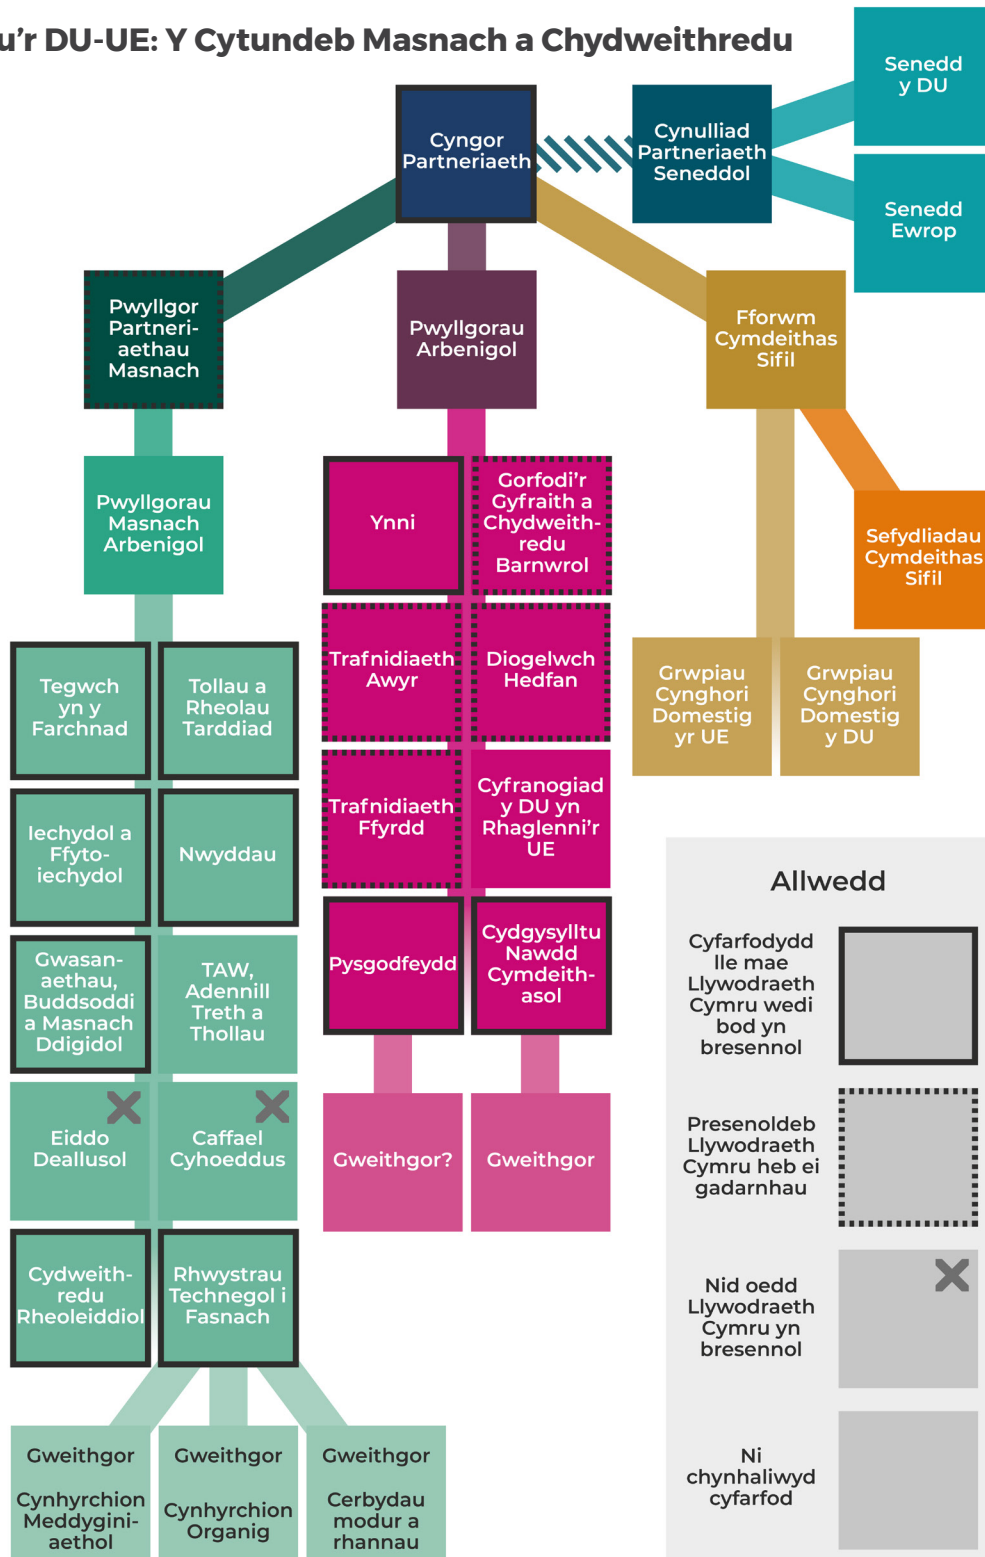 u'r DU-UE: Y Cytundeb Masnach a Chydweithredu
Cyngor
Partneriaeth
Cynulliad
Partneriaeth
Seneddol
Senedd
y DU
Senedd
Ewrop
Pwyllgor
Partneri-
aethau
Masnach
Pwyllgorau
Arbenigol
Fforwm
Cymdeithas
Sifil
Pwyllgorau
Masnach
Arbenigol
Sefydliadau
Cymdeithas
Sifil
Tegwch
yn y
Farchnad
Tollau a
Rheolau
Tarddiad
Iechydol a
Ffyto-
iechydol
Nwyddau
Gwasan-
aethau,
Buddsoddi
a Masnach
Ddigidol
TAW,
Adennill
Treth a
Thollau
Eiddo
Deallusol
Caffael
Cyhoeddus
Cydweith-
redu
Rheoleiddiol
Rhwystrau
Technegol i
Fasnach
Gweithgor
Cynhyrchion
Meddygini-
aethol
Gweithgor
Cynhyrchion
Organig
Gweithgor
Cerbydau
modur a
rhannau
Ynni
Gorfodi'r
Gyfraith a
Chydweith-
redu
Barnwrol
Trafnidiaeth
Awyr
Diogelwch
Hedfan
Trafnidiaeth
Ffyrdd
Cyfranogiad
y DU yn
Rhaglenni'r
UE
Pysgodfeydd
Cydgysylltu
Nawdd
Cymdeith-
asol
Gweithgor?
Gweithgor
Grwpiau
Cynghori
Domestig
yr UE
Grwpiau
Cynghori
Domestig
y DU
Allwedd
Cyfarfodydd
lle mae
Llywodraeth
Cymru wedi
bod yn
bresennol
Presenoldeb
Llywodraeth
Cymru heb ei
gadarnhau
Nid oedd
Llywodraeth
Cymru yn
bresennol
Ni
chynhaliwyd
cyfarfod